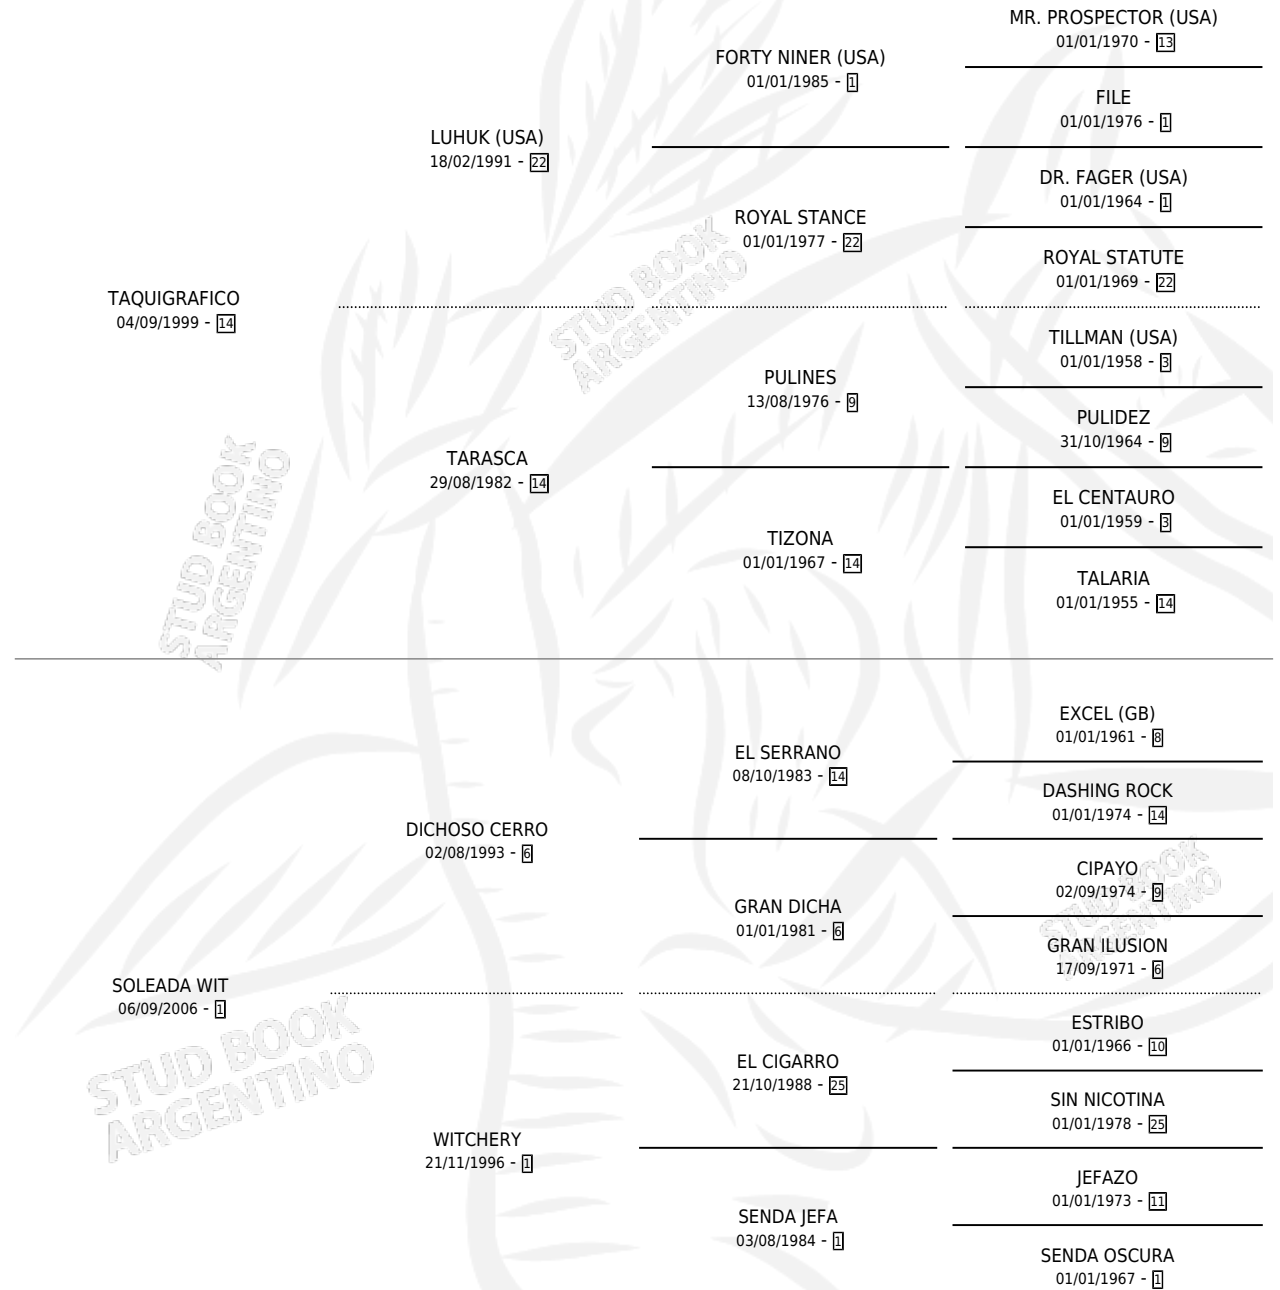 MR. PROSPECTOR (USA)
01/01/1970 - 13
FORTY NINER (USA)
01/01/1985 - 1
FILE
01/01/1976 - 1
LUHUK (USA)
18/02/1991 - 22
DR. FAGER (USA)
01/01/1964 - 1
ROYAL STANCE
01/01/1977 - 22
ROYAL STATUTE
01/01/1969 - 22
TAQUIGRAFICO
04/09/1999 - 14
TILLMAN (USA)
01/01/1958 - 3
PULINES
13/08/1976 - 9
PULIDEZ
31/10/1964 - 9
TARASCA
29/08/1982 - 14
EL CENTAURO
01/01/1959 - 3
TIZONA
01/01/1967 - 14
TALARIA
01/01/1955 - 14
STUD BOOK
ARGENTINO
STUD BOOK
ARGENTINO
EXCEL (GB)
01/01/1961 - 8
EL SERRANO
08/10/1983 - 14
DASHING ROCK
01/01/1974 - 14
DICHOSO CERRO
02/08/1993 - 6
CIPAYO
02/09/1974 - 9
GRAN DICHA
01/01/1981 - 6
GRAN ILUSION
17/09/1971 - 6
SOLEADA WIT
06/09/2006 - 1
ESTRIBO
01/01/1966 - 10
EL CIGARRO
21/10/1988 - 25
SIN NICOTINA
01/01/1978 - 25
WITCHERY
21/11/1996 - 1
JEFAZO
01/01/1973 - 11
SENDA JEFA
03/08/1984 - 1
SENDA OSCURA
01/01/1967 - 1
STUD BOOK
ARGENTINO
STUD BOOK
ARGENTINO